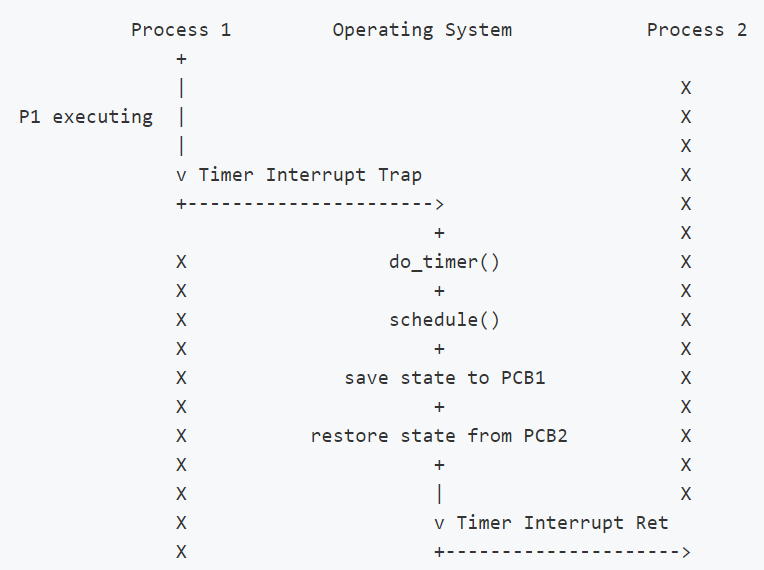 Process 1         Operating System            Process 2
              +
              |                                            X
P1 executing  |                                            X
              |                                            X
              v Timer Interrupt Trap                       X
              +---------------------->                     X
                                     +                     X
              X                  do_timer()                X
              X                      +                     X
              X                  schedule()                X
              X                      +                     X
              X              save state to PCB1            X
              X                      +                     X
              X           restore state from PCB2          X
              X                      +                     X
              X                      |                     X
              X                      v Timer Interrupt Ret
              X                      +--------------------->